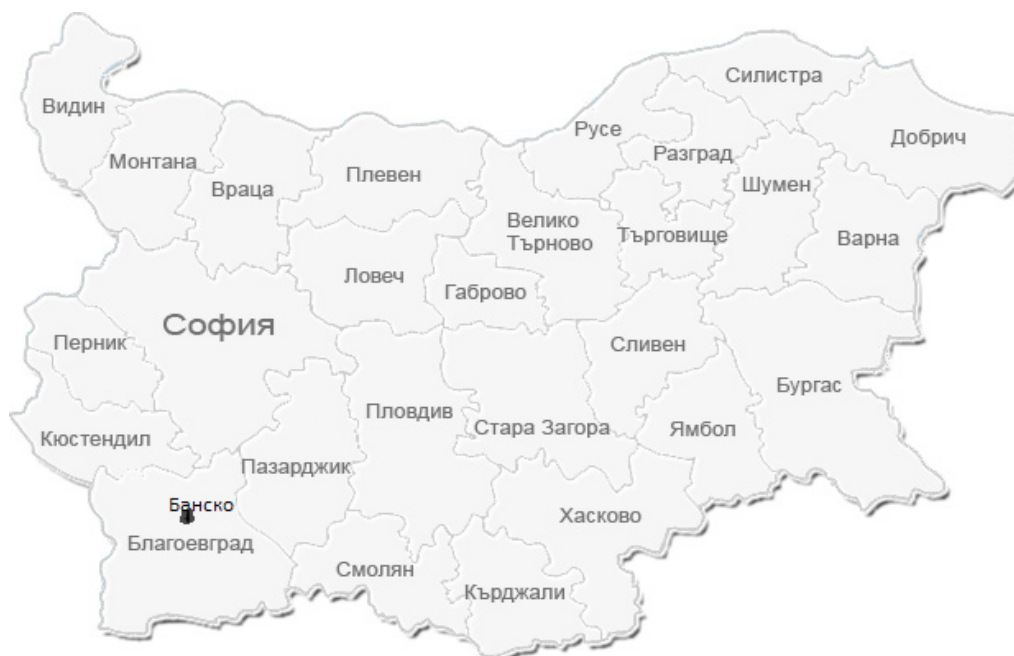 Силистра
Видин
Русе
Добрич
Разград
Монтана
Плевен
Враца
Шумен
Велико
Търново
Търговище
Варна
Ловеч
Габрово
София
Перник
Сливен
Бургас
Пловдив
Стара Загора
Ямбол
Кюстендил
Пазарджик
Банско
Хасково
Благоевград
Смолян
Кърджали